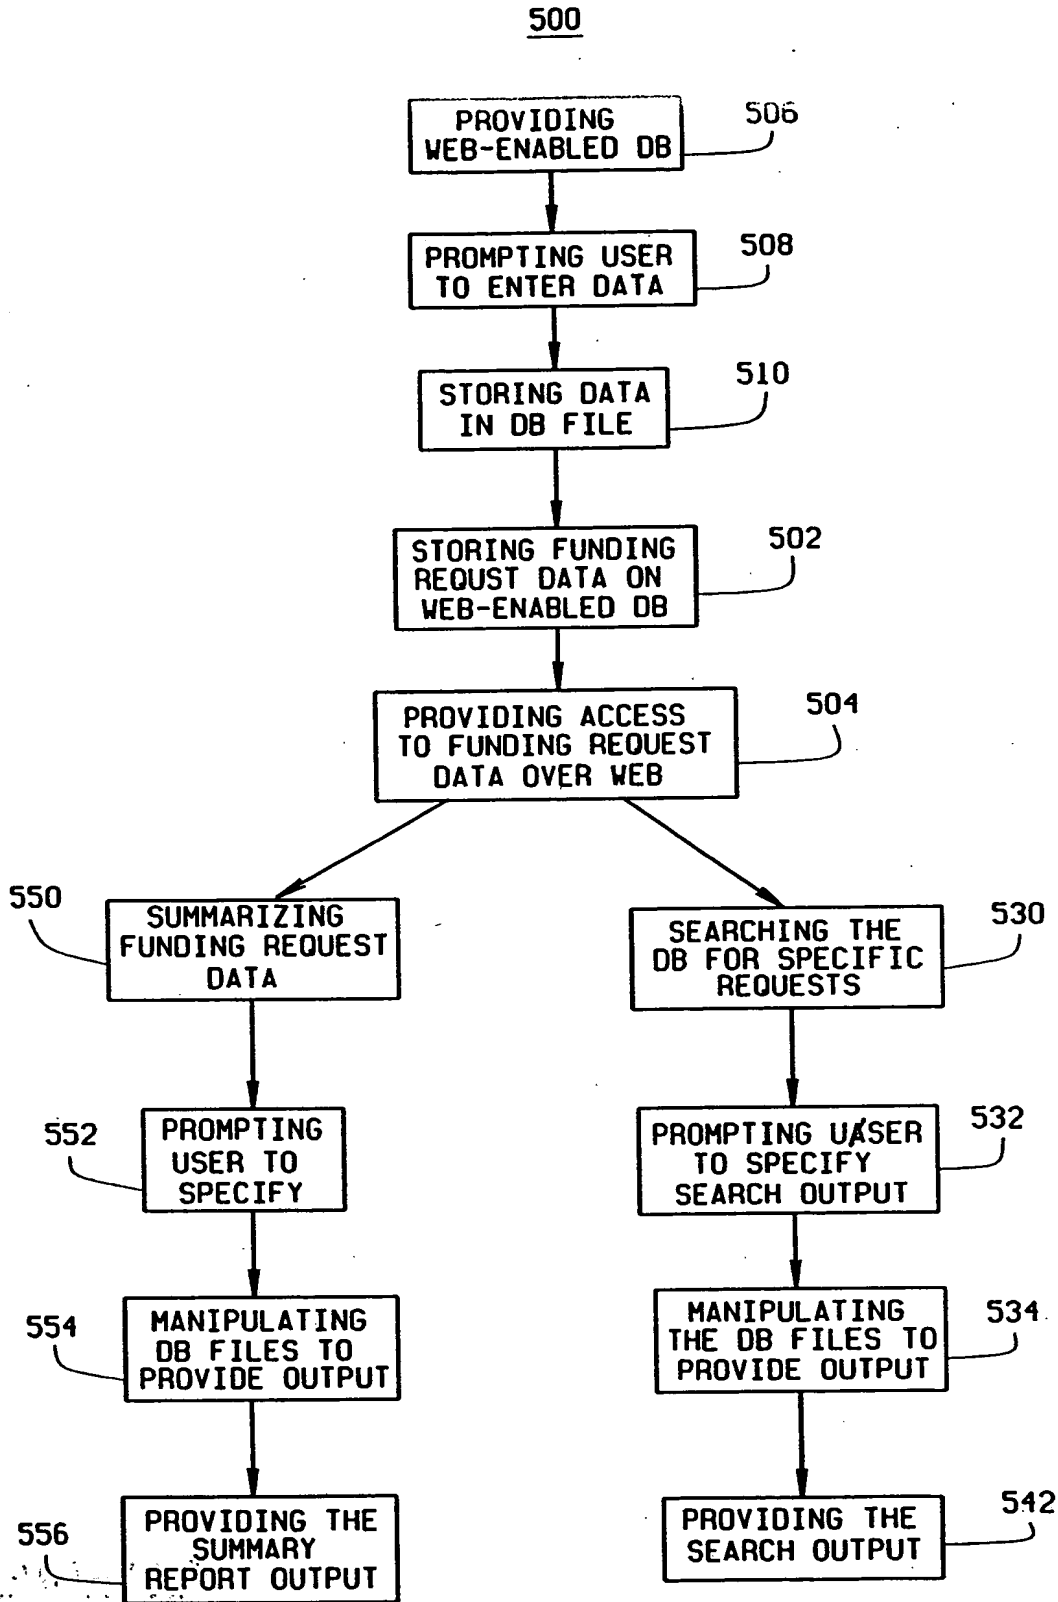 500
PROVIDING
WEB-ENABLED DB
506
PROMPTING USER
TO ENTER DATA
508
STORING DATA
IN DB FILE
510
STORING FUNDING
REQUST DATA ON
WEB-ENABLED DB
502
PROVIDING ACCESS
TO FUNDING REQUEST
DATA OVER WEB
504
550
SUMMARIZING
FUNDING REQUEST
DATA
SEARCHING THE
DB FOR SPECIFIC
REQUESTS
530
552
PROMPTING
USER TO
SPECIFY
PROMPTING UASER
TO SPECIFY
SEARCH OUTPUT
532
554
MANIPULATING
DB FILES TO
PROVIDE OUTPUT
MANIPULATING
THE DB FILES TO
PROVIDE OUTPUT
534
556
PROVIDING THE
SUMMARY
REPORT OUTPUT
PROVIDING THE
SEARCH OUTPUT
542